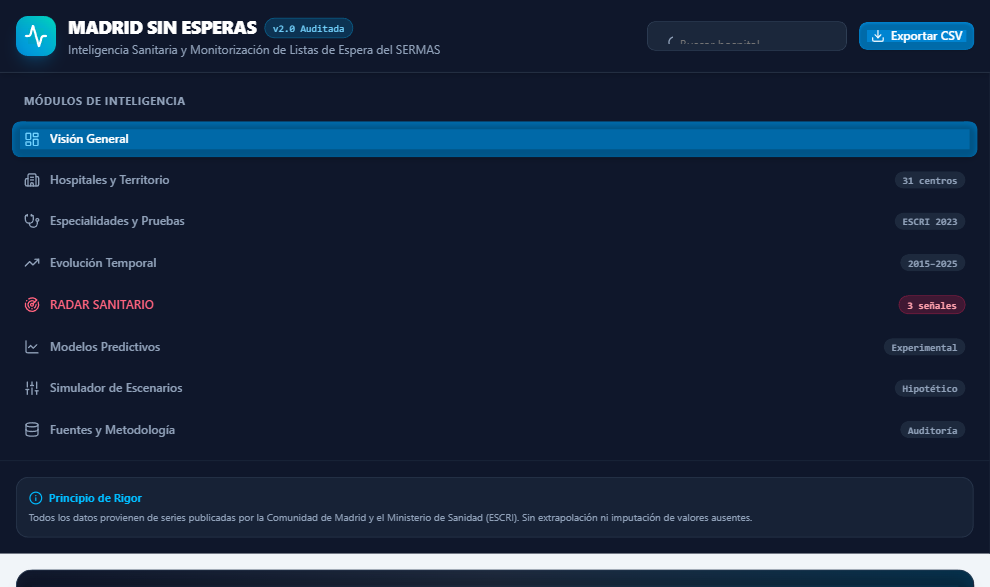 MADRID SIN ESPERAS v2.0 Auditada
Inteligencia Sanitaria y Monitorización de Listas de Espera del SERMAS
Buscar hospital
Exportar CSV
MÓDULOS DE INTELIGENCIA
Visión General
Hospitales y Territorio 31 centros
Especialidades y Pruebas ESCRI 2023
Evolución Temporal 2015–2025
RADAR SANITARIO 3 señales
Modelos Predictivos Experimental
Simulador de Escenarios Hipotético
Fuentes y Metodología Auditoría
Principio de Rigor
Todos los datos provienen de series publicadas por la Comunidad de Madrid y el Ministerio de Sanidad (ESCRI). Sin extrapolación ni imputación de valores ausentes.